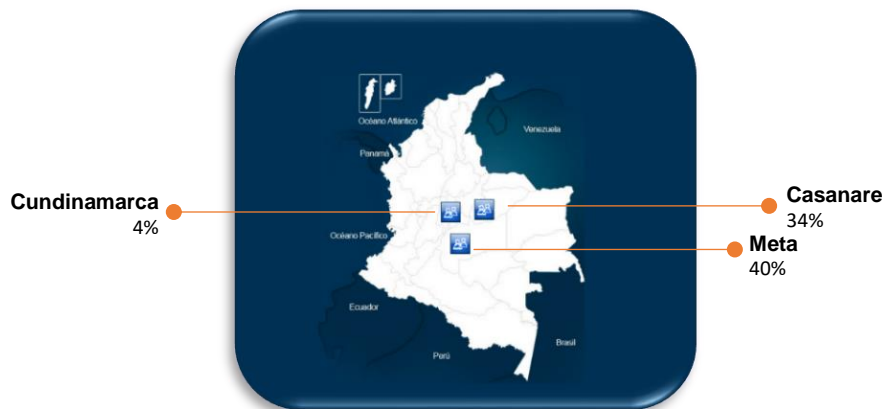 Océano Atlántico
Venezuela
Panamá
Cundinamarca
4%
Casanare
34%
Océano Pacífico
Meta
40%
Ecuador
Brasil
Perú